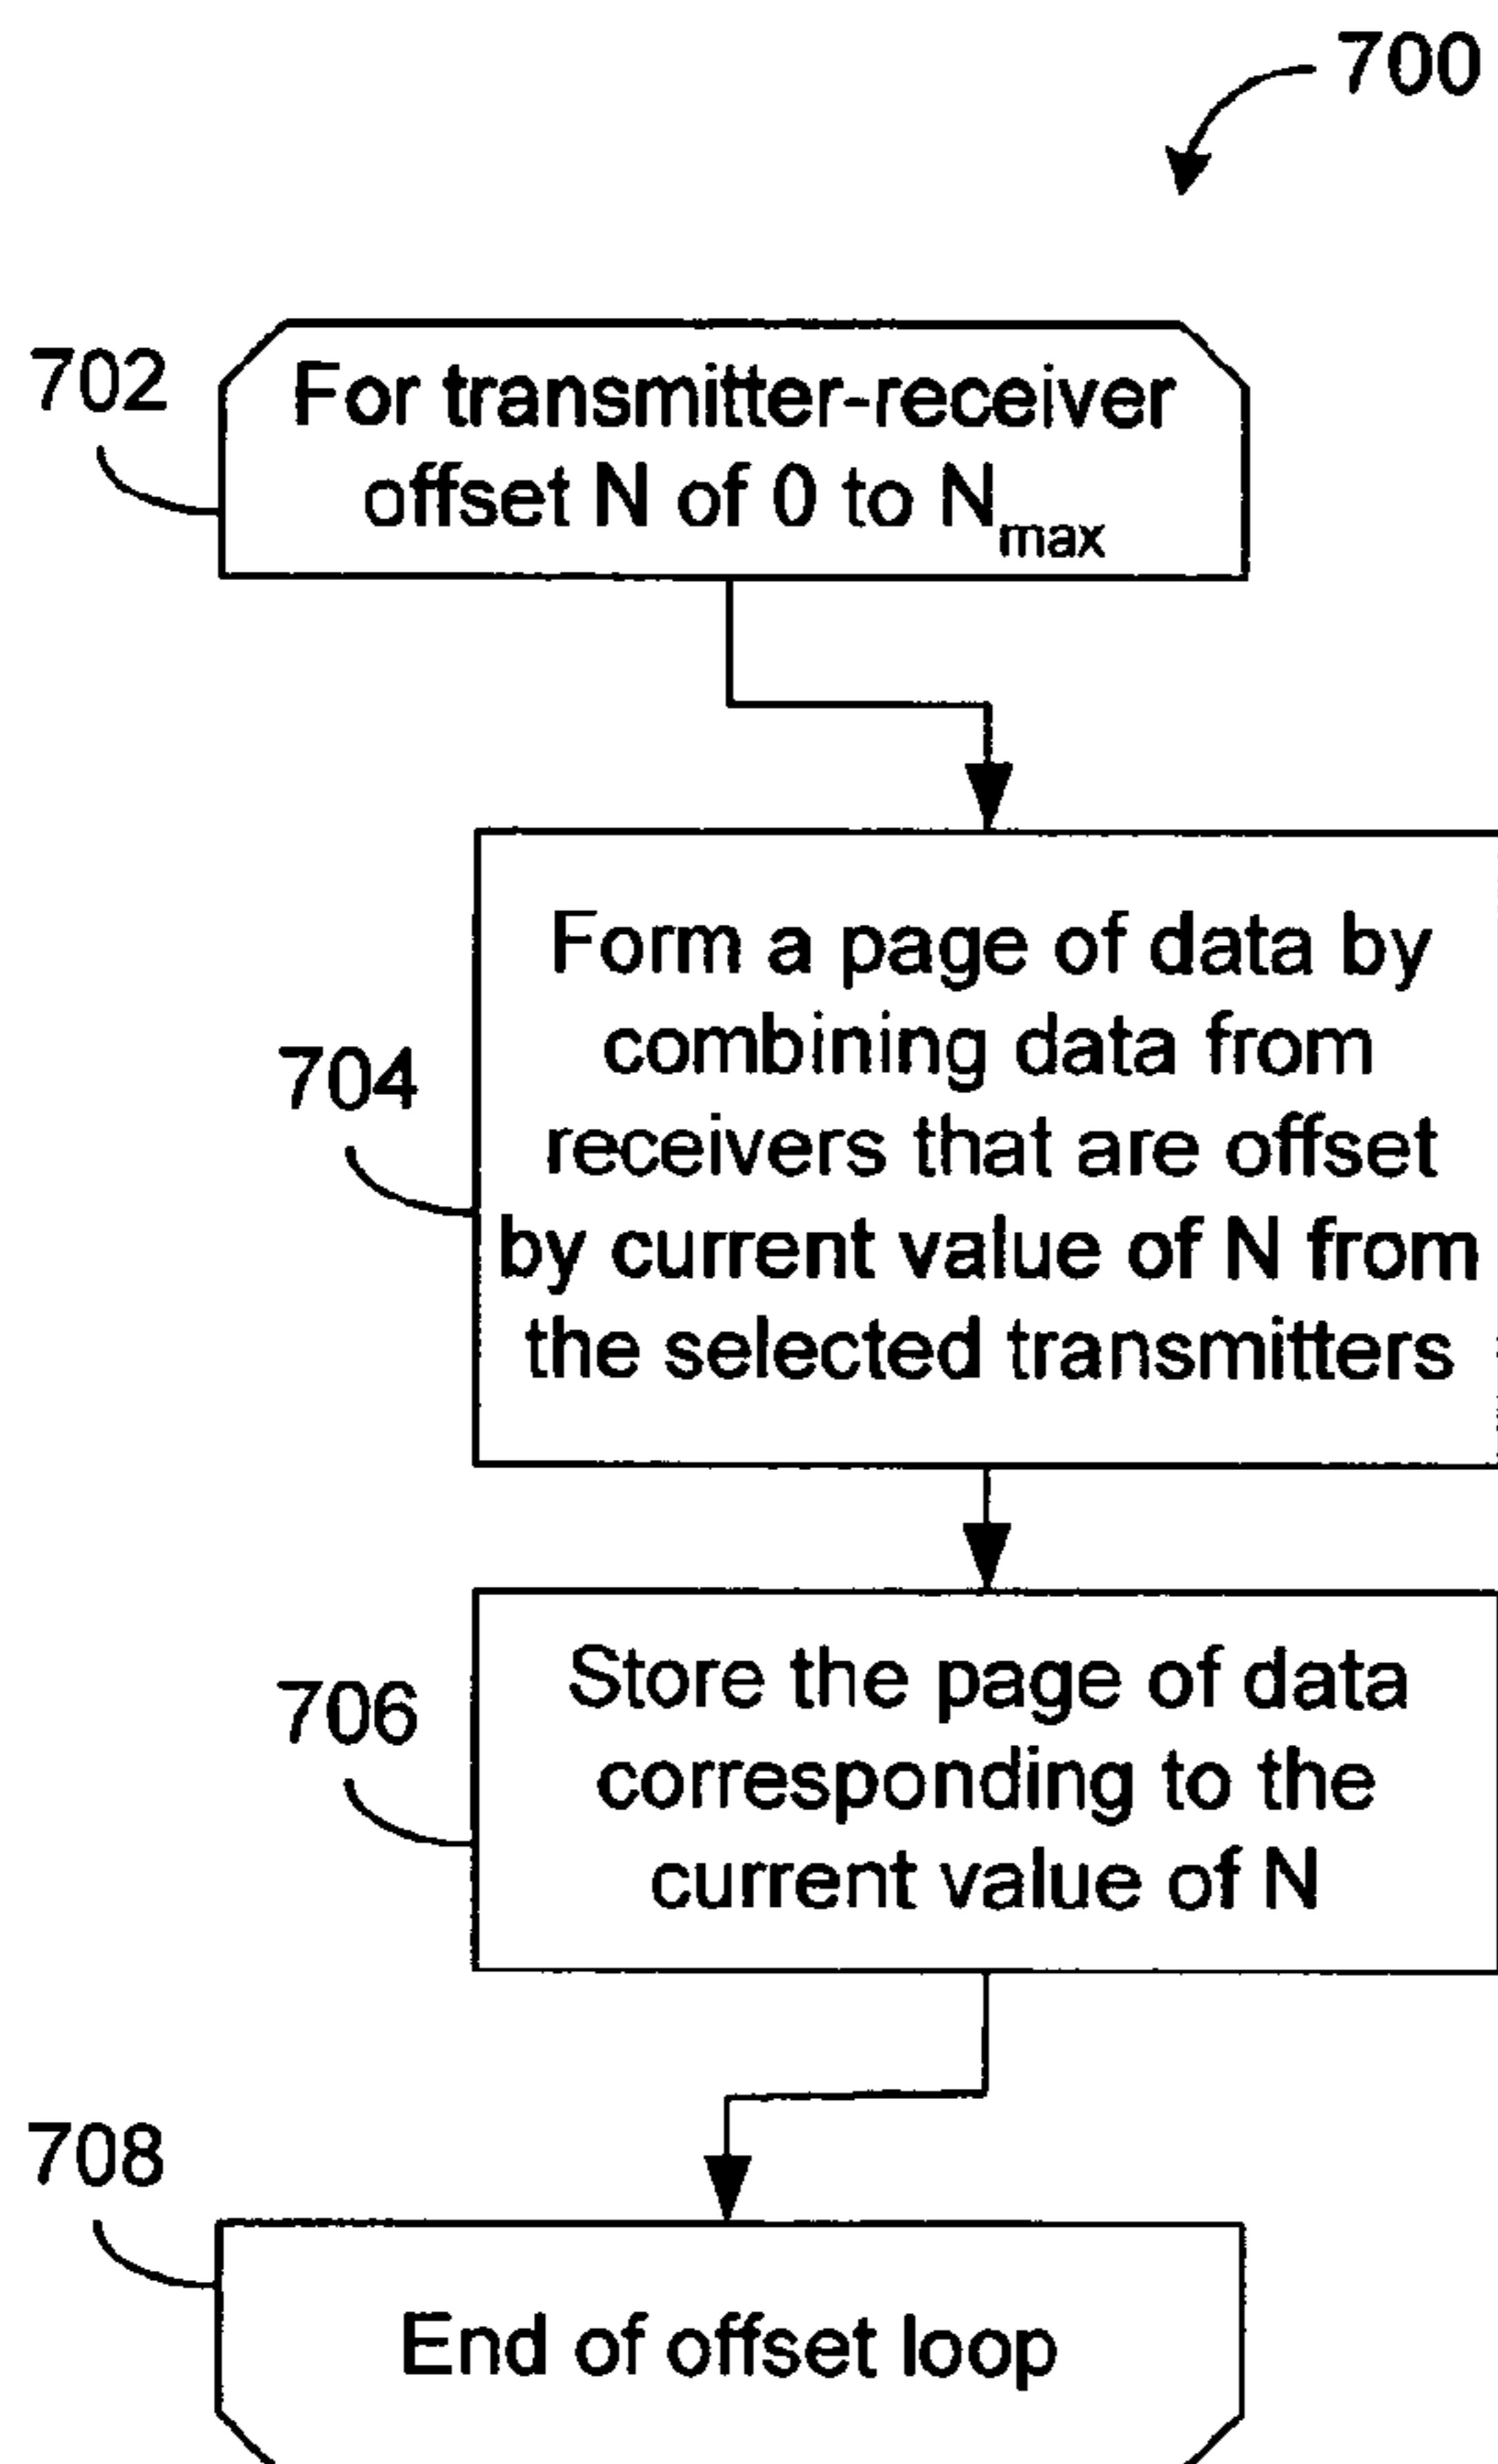 700
702
For transmitter-receiver
offset N of 0 to Nmax
704
Form a page of data by
combining data from
receivers that are offset
by current value of N from
the selected transmitters
706
Store the page of data
corresponding to the
current value of N
708
End of offset loop